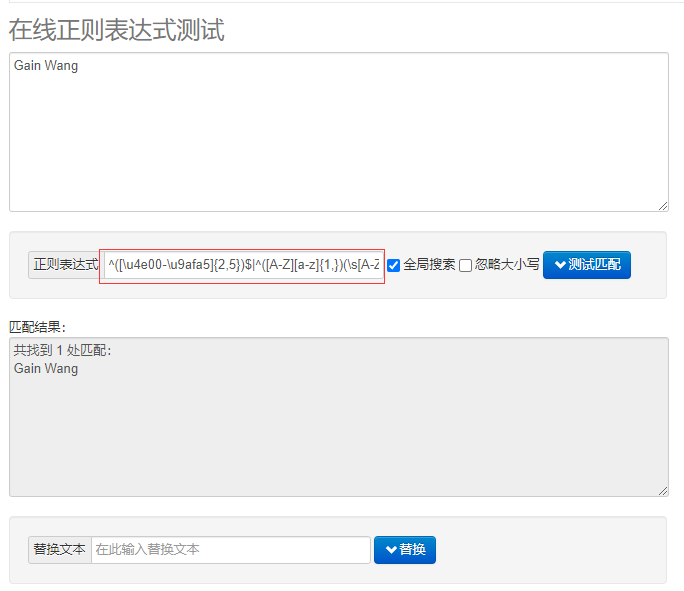 在线正则表达式测试
Gain Wang
正则表达式 ^([\u4e00-\u9afa5]{2,5})$|^([A-Z][a-z]{1,})(\s[A-Z 全局搜索 忽略大小写 测试匹配
匹配结果：
共找到 1 处匹配：
Gain Wang
替换文本 在此输入替换文本 替换